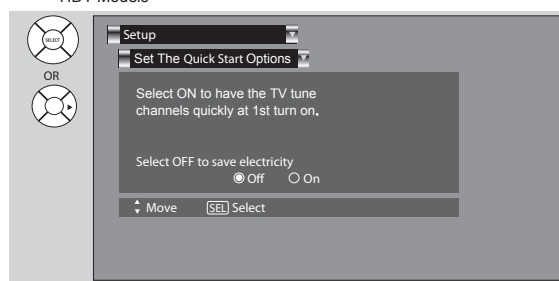 HDT Models
SELECT
OR
Setup
Set The Quick Start Options
Select ON to have the TV tune
channels quickly at 1st turn on.
Select OFF to save electricity
Off On
Move SEL Select